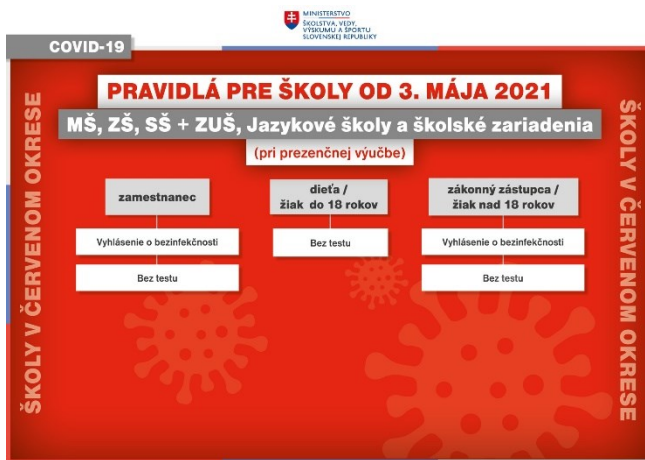 MINISTERSTVO
ŠKOLSTVA, VEDY,
VÝSKUMU A ŠPORTU
SLOVENSKEJ REPUBLIKY
COVID-19
PRAVIDLÁ PRE ŠKOLY OD 3. MÁJA 2021
MŠ, ZŠ, SŠ + ZUŠ, Jazykové školy a školské zariadenia
(pri prezenčnej výučbe)
ŠKOLY V ČERVENOM OKRESE
zamestnanec
Vyhlásenie o bezinfekčnosti
Bez testu
dieťa /
žiak do 18 rokov
Bez testu
zákonný zástupca /
žiak nad 18 rokov
Vyhlásenie o bezinfekčnosti
Bez testu
ŠKOLY V ČERVENOM OKRESE